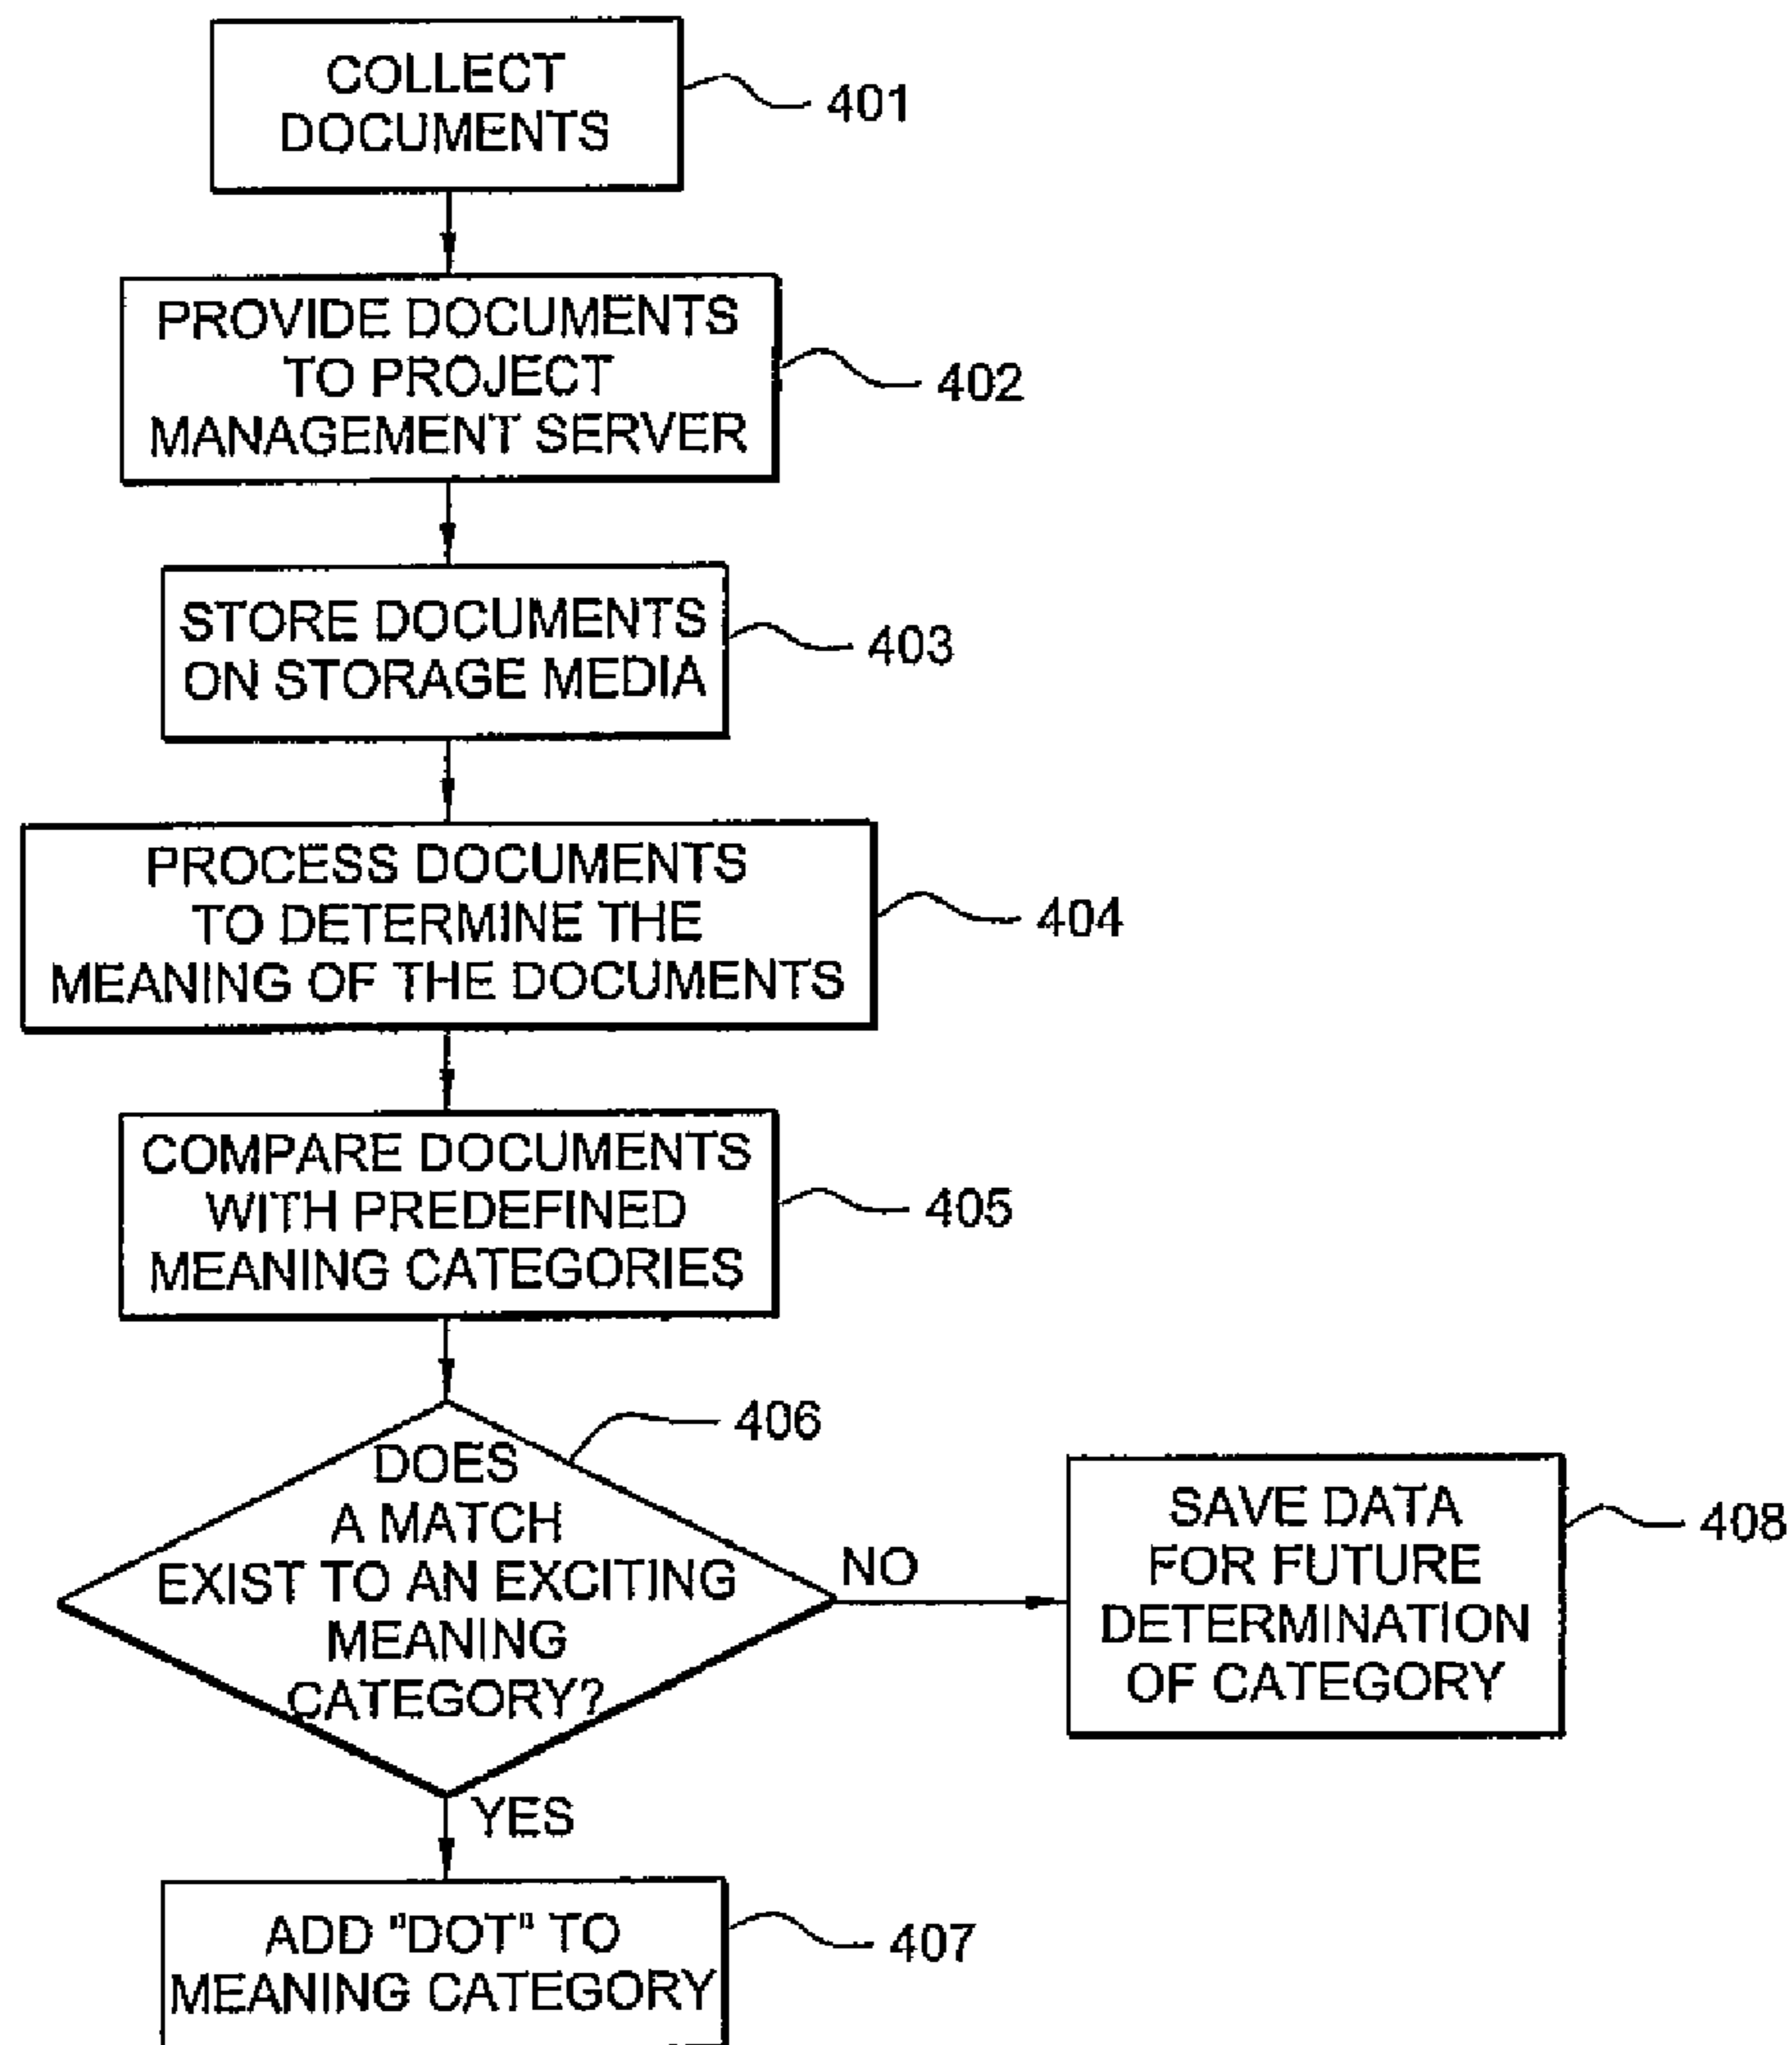 COLLECT
DOCUMENTS
401
PROVIDE DOCUMENTS
TO PROJECT
MANAGEMENT SERVER
402
STORE DOCUMENTS
ON STORAGE MEDIA
403
PROCESS DOCUMENTS
TO DETERMINE THE
MEANING OF THE DOCUMENTS
404
COMPARE DOCUMENTS
WITH PREDEFINED
MEANING CATEGORIES
405
DOES
A MATCH
EXIST TO AN EXCITING
MEANING
CATEGORY?
406
NO
SAVE DATA
FOR FUTURE
DETERMINATION
OF CATEGORY
408
YES
ADD "DOT" TO
MEANING CATEGORY
407